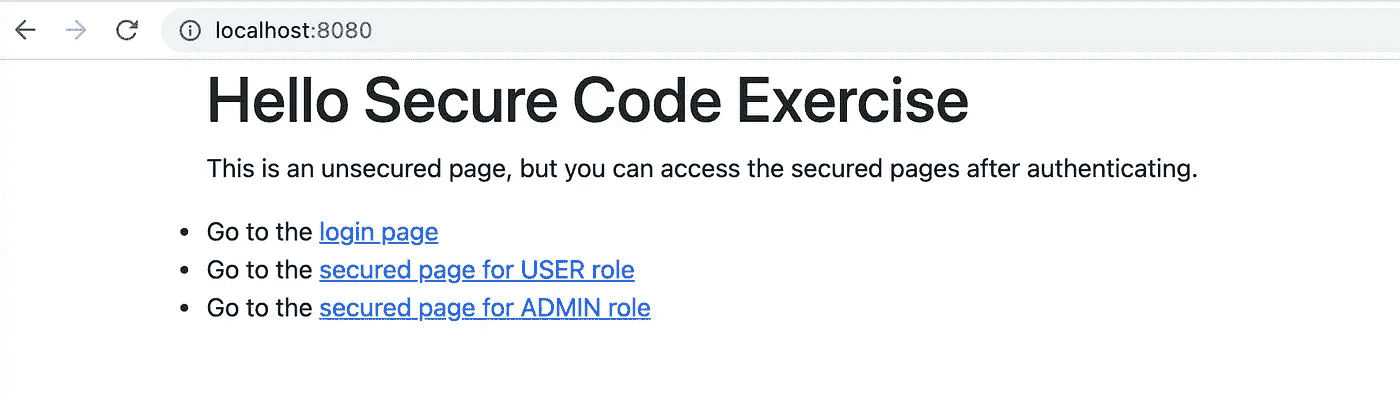 localhost:8080
Hello Secure Code Exercise
This is an unsecured page, but you can access the secured pages after authenticating.
• Go to the login page
• Go to the secured page for USER role
• Go to the secured page for ADMIN role